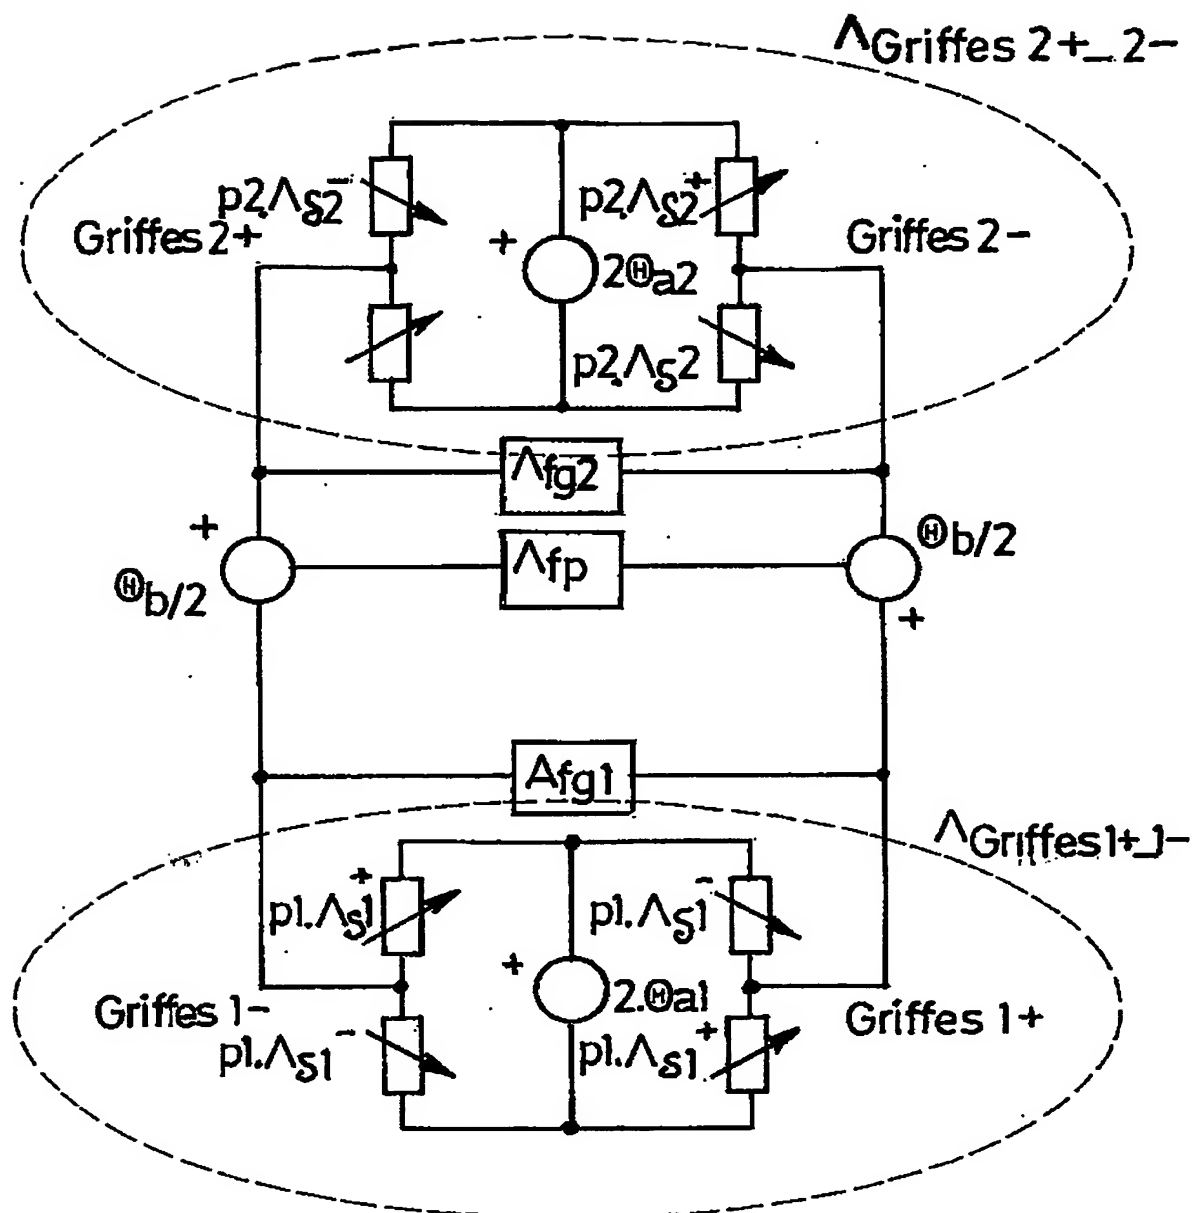 ΛGriffes 2+_ 2-
p2.Λδ2-
p2.Λδ2+
Griffes 2+
+
2Θa2
Griffes 2-
p2.Λδ2
Λfg2
+
Θb/2
Λfp
Θb/2
+
Afg1
ΛGriffes1+_1-
p1.Λδ1+
p1.Λδ1-
+
2.Θa1
Griffes 1-
Griffes 1+
p1.Λδ1-
p1.Λδ1+